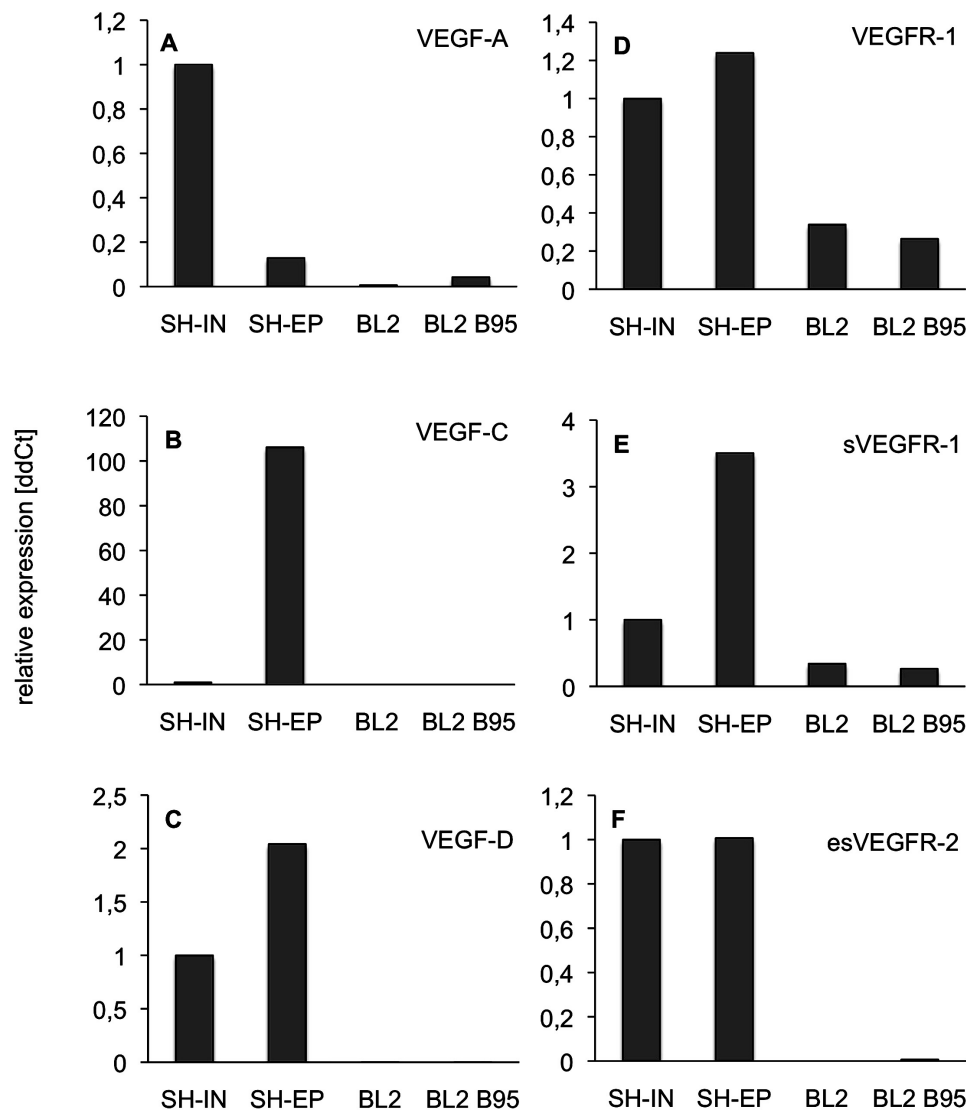 relative expression [ddCt]
A
VEGF-A
1,2
1
0,8
0,6
0,4
0,2
0
SH-IN SH-EP BL2 BL2 B95
D
VEGFR-1
1,4
1,2
1
0,8
0,6
0,4
0,2
0
SH-IN SH-EP BL2 BL2 B95
B
VEGF-C
120
100
80
60
40
20
0
SH-IN SH-EP BL2 BL2 B95
E
sVEGFR-1
4
3
2
1
0
SH-IN SH-EP BL2 BL2 B95
C
VEGF-D
2,5
2
1,5
1
0,5
0
SH-IN SH-EP BL2 BL2 B95
F
esVEGFR-2
1,2
1
0,8
0,6
0,4
0,2
0
SH-IN SH-EP BL2 BL2 B95